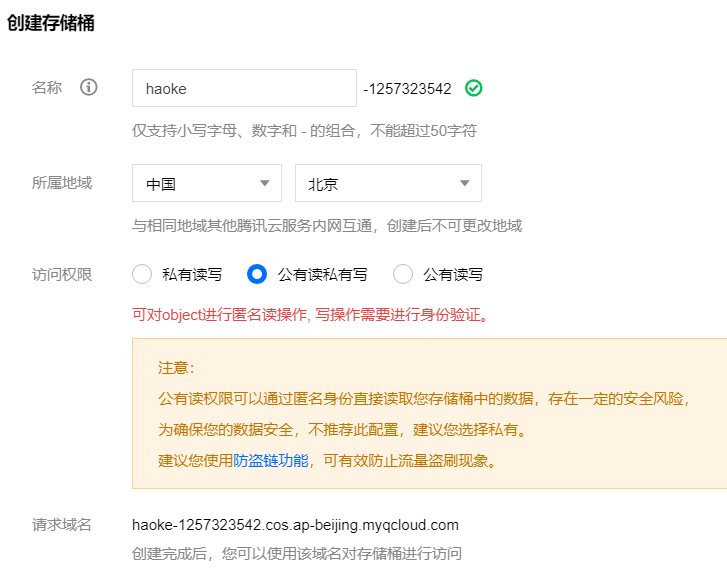 创建存储桶
名称 haoke -1257323542
仅支持小写字母、数字和 - 的组合，不能超过50字符
所属地域 中国 北京
与相同地域其他腾讯云服务内网互通，创建后不可更改地域
访问权限 私有读写 公有读私有写 公有读写
可对object进行匿名读操作, 写操作需要进行身份验证。
注意：
公有读权限可以通过匿名身份直接读取您存储桶中的数据，存在一定的安全风险，
为确保您的数据安全，不推荐此配置，建议您选择私有。
建议您使用防盗链功能，可有效防止流量盗刷现象。
请求域名 haoke-1257323542.cos.ap-beijing.myqcloud.com
创建完成后，您可以使用该域名对存储桶进行访问